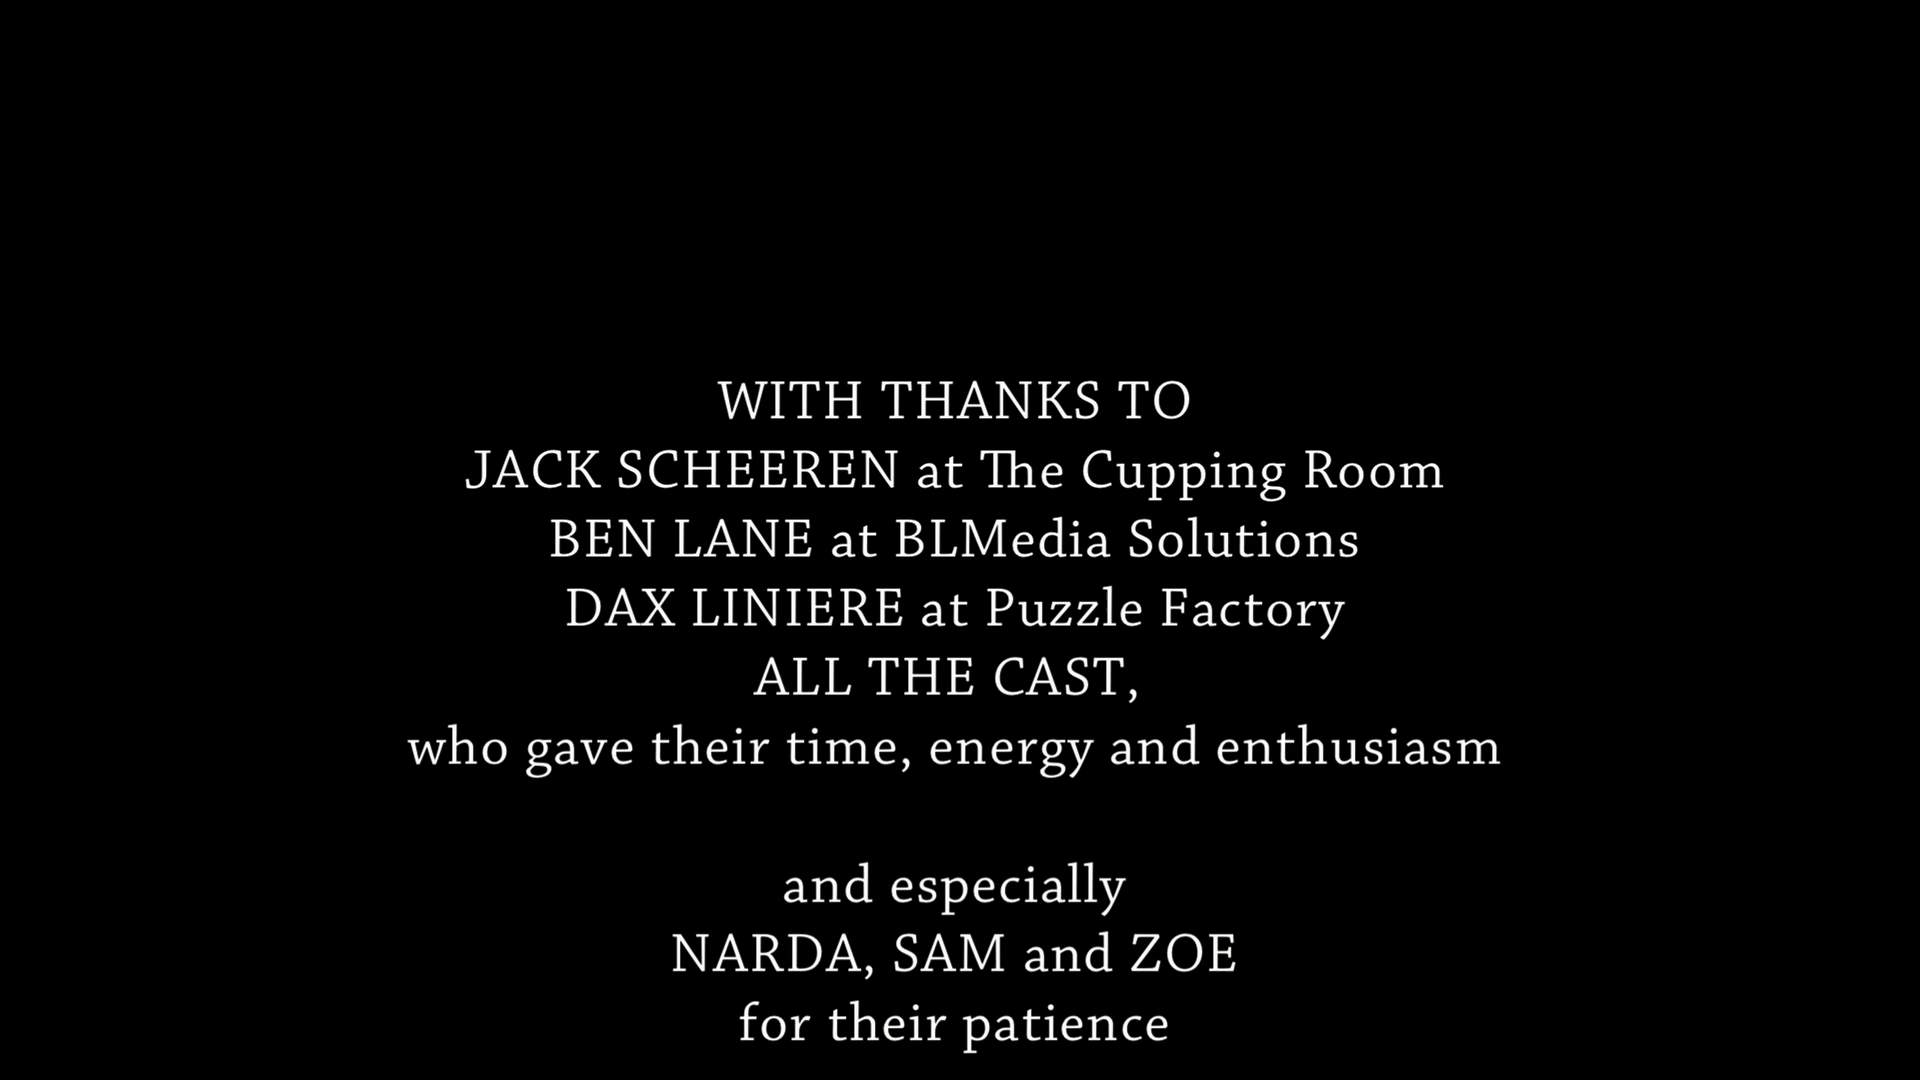 WITH THANKS TO
JACK SCHEEREN at The Cupping Room
BEN LANE at BLMedia Solutions
DAX LINIERE at Puzzle Factory
ALL THE CAST,
who gave their time, energy and enthusiasm
and especially
NARDA, SAM and ZOE
for their patience